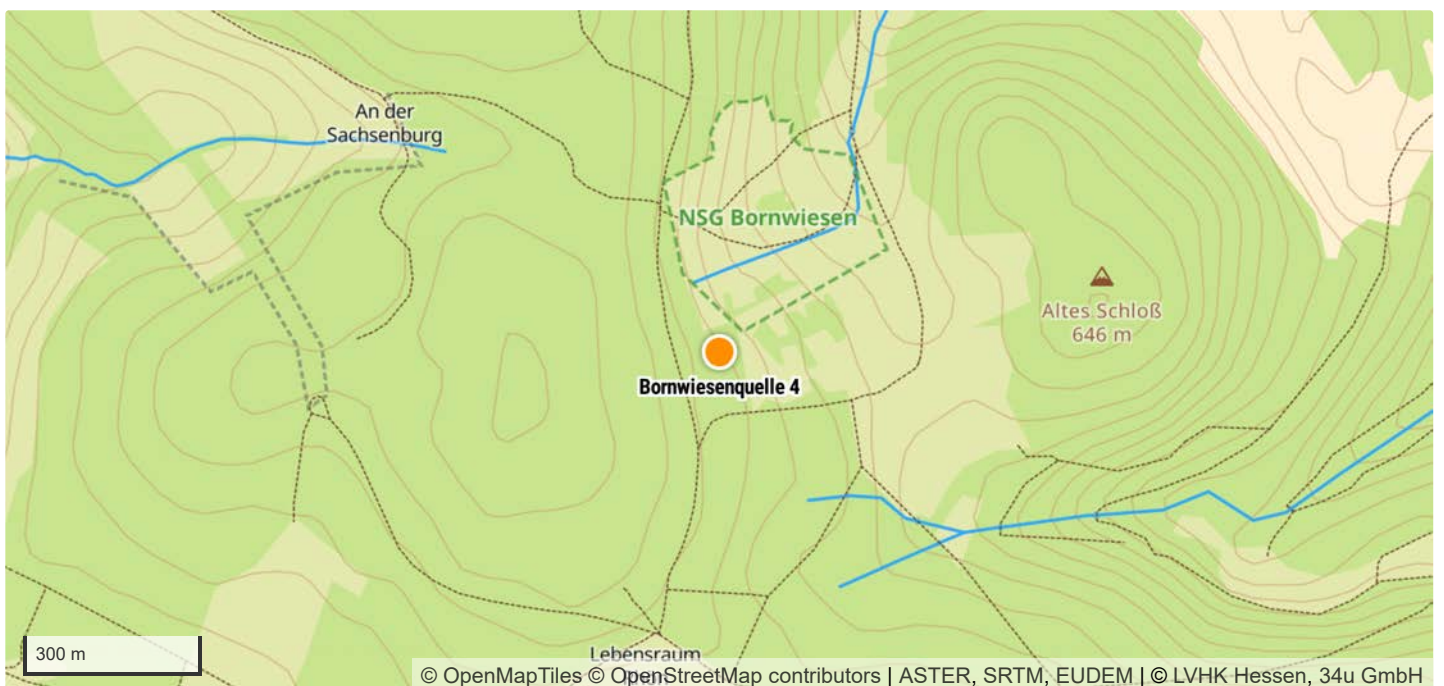 An der
Sachsenburg
NSG Bornwiesen
Altes Schloß
646 m
Bornwiesenquelle 4
300 m
Lebensraum
© OpenMapTiles © OpenStreetMap contributors | ASTER, SRTM, EUDEM | © LVHK Hessen, 34u GmbH